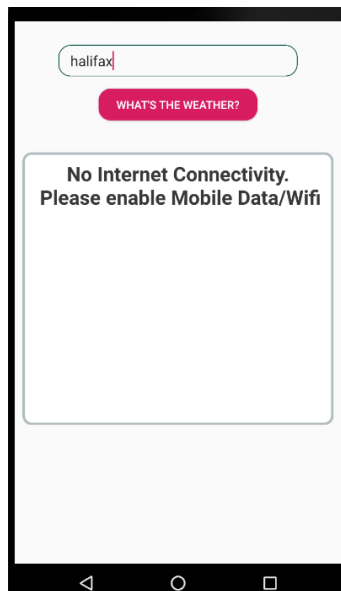 halifax
WHAT'S THE WEATHER?
No Internet Connectivity.
Please enable Mobile Data/Wifi